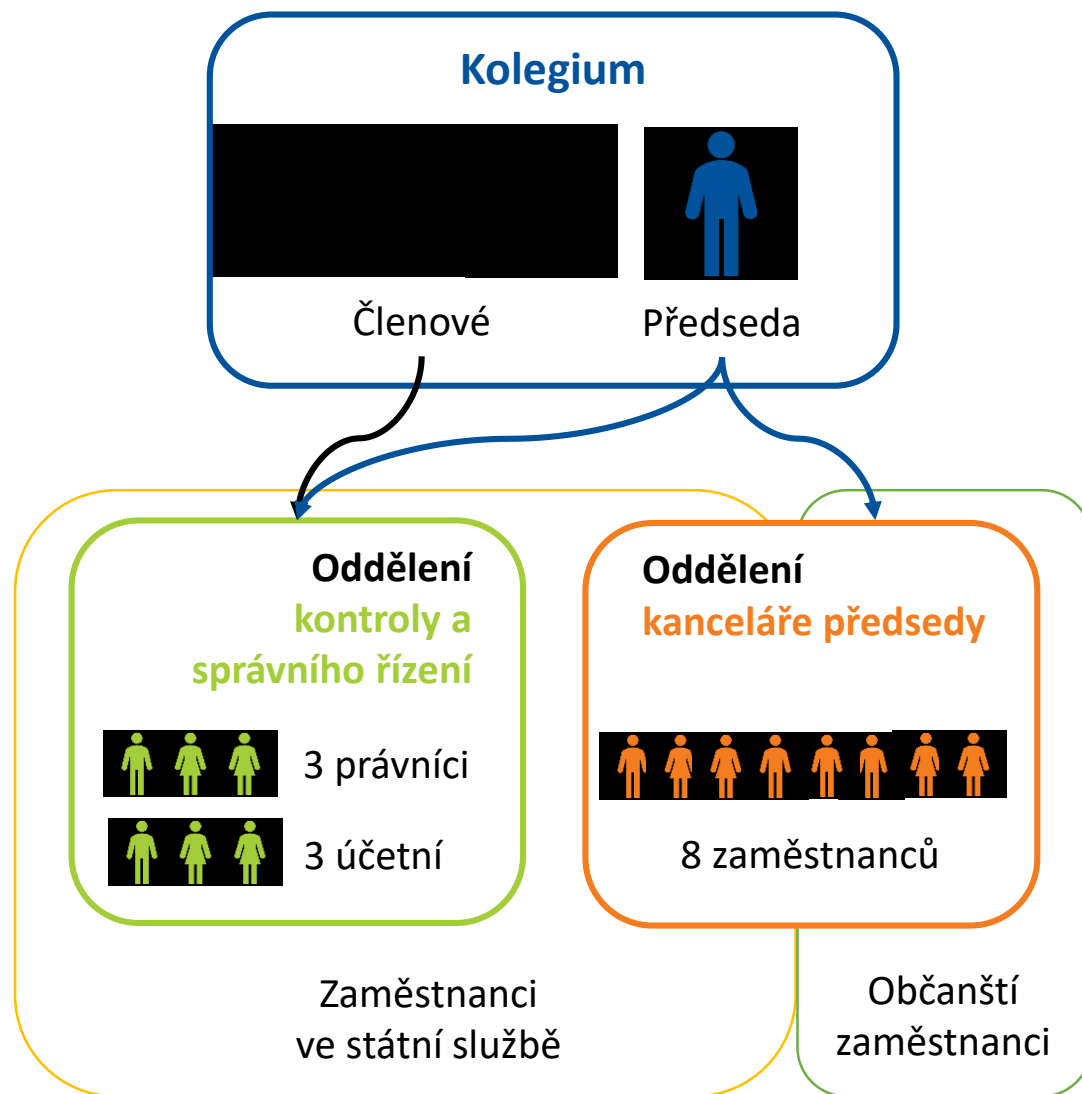 Kolegium
Členové
Předseda
Oddělení
kontroly a
správního řízení
3 právníci
3 účetní
Oddělení
kanceláře předsedy
8 zaměstnanců
Zaměstnanci
ve státní službě
Občanští
zaměstnanci